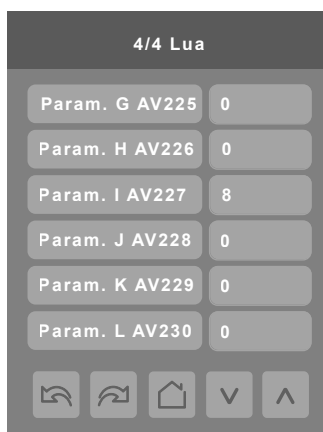 4/4 Lua
Param. G AV225 0
Param. H AV226 0
Param. I AV227 8
Param. J AV228 0
Param. K AV229 0
Param. L AV230 0